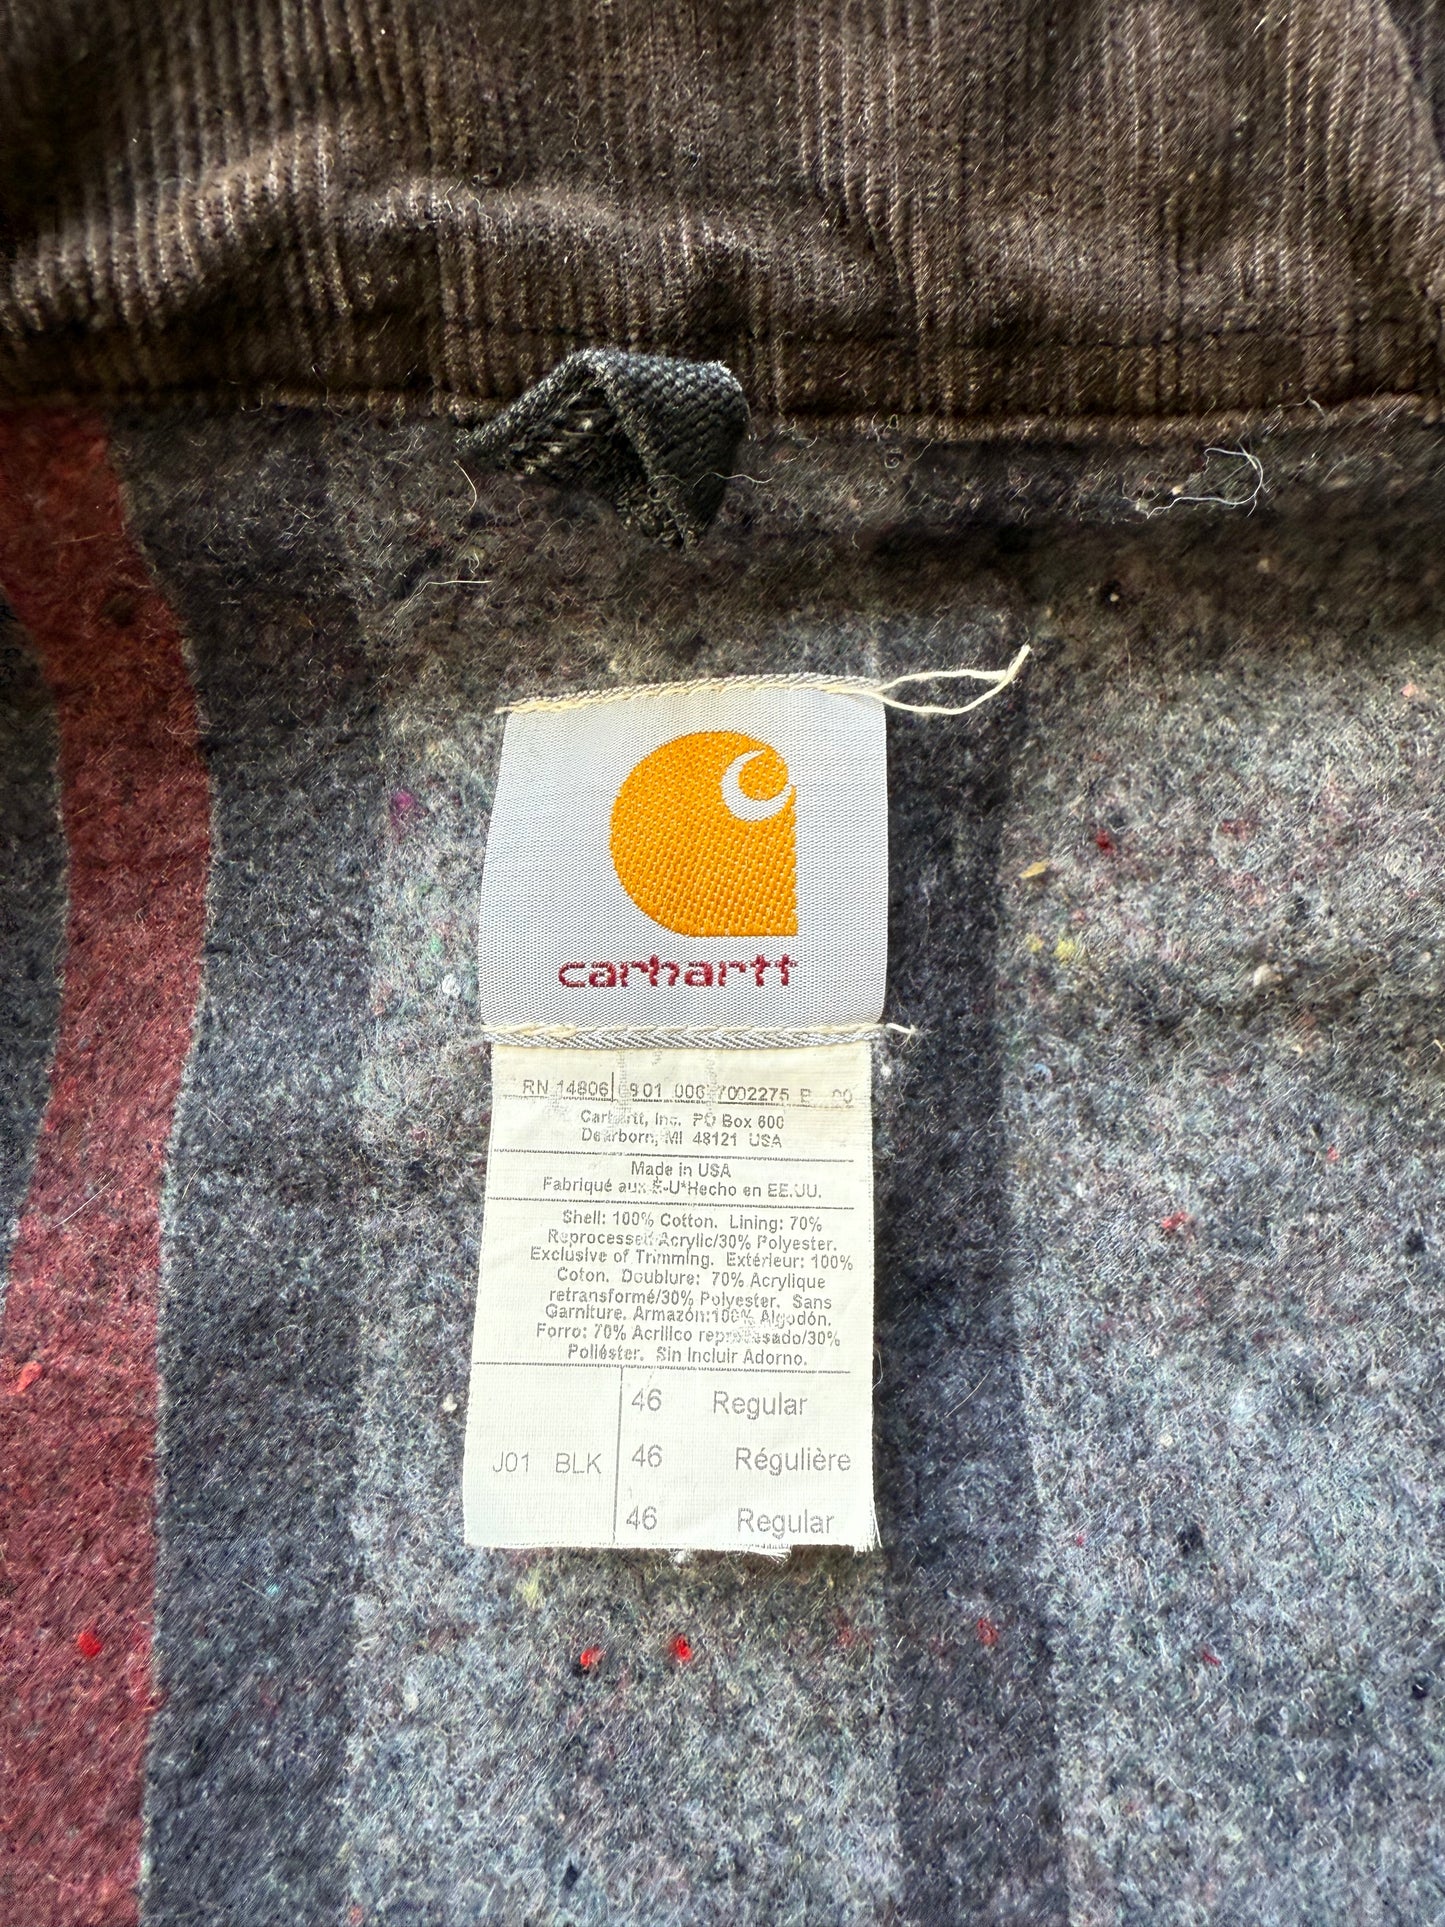 carhartt
RN 14806 901 006 7002275
Carhartt, Inc. PO Box 600
Dearborn, MI 48121 USA
Made in USA
Fabriqué aux É-U*Hecho en EE.UU.
Shell: 100% Cotton. Lining: 70%
Reprocessed Acrylic/30% Polyester.
Exclusive of Trimming. Extérieur: 100%
Coton. Doublure: 70% Acrylique
retransformé/30% Polyester. Sans
Garniture. Armazón:100% Algodón.
Forro: 70% Acrílico reprocesado/30%
Poliéster. Sin Incluir Adorno.
46 Regular
J01 BLK 46 Régulière
46 Regular